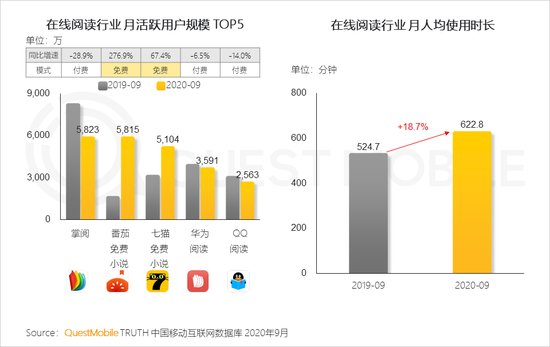 在线阅读行业 月活跃用户规模 TOP5
单位：万
同比增速 -28.9% 276.9% 67.4% -6.5% -14.0%
模式 付费 免费 免费 付费 付费
2019-09 2020-09
9,000
6,000
3,000
0
5,823 5,815 5,104 3,591 2,563
掌阅 番茄免费小说 七猫免费小说 华为阅读 QQ阅读
在线阅读行业 月人均使用时长
单位：分钟
800
600
400
200
0
524.7
+18.7%
622.8
2019-09 2020-09
QUEST MOBILE
Source：QuestMobile TRUTH 中国移动互联网数据库 2020年9月